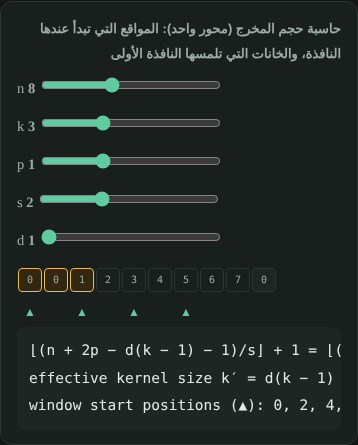 حاسبة حجم المخرج (محور واحد): المواقع التي تبدأ عندها
النافذة، والخانات التي تلمسها النافذة الأولى
n 8
k 3
p 1
s 2
d 1
0 0 1 2 3 4 5 6 7 0
▲ ▲ ▲ ▲
⌊(n + 2p − d(k − 1) − 1)/s⌋ + 1 = ⌊(
effective kernel size k′ = d(k − 1)
window start positions (▲): 0, 2, 4,